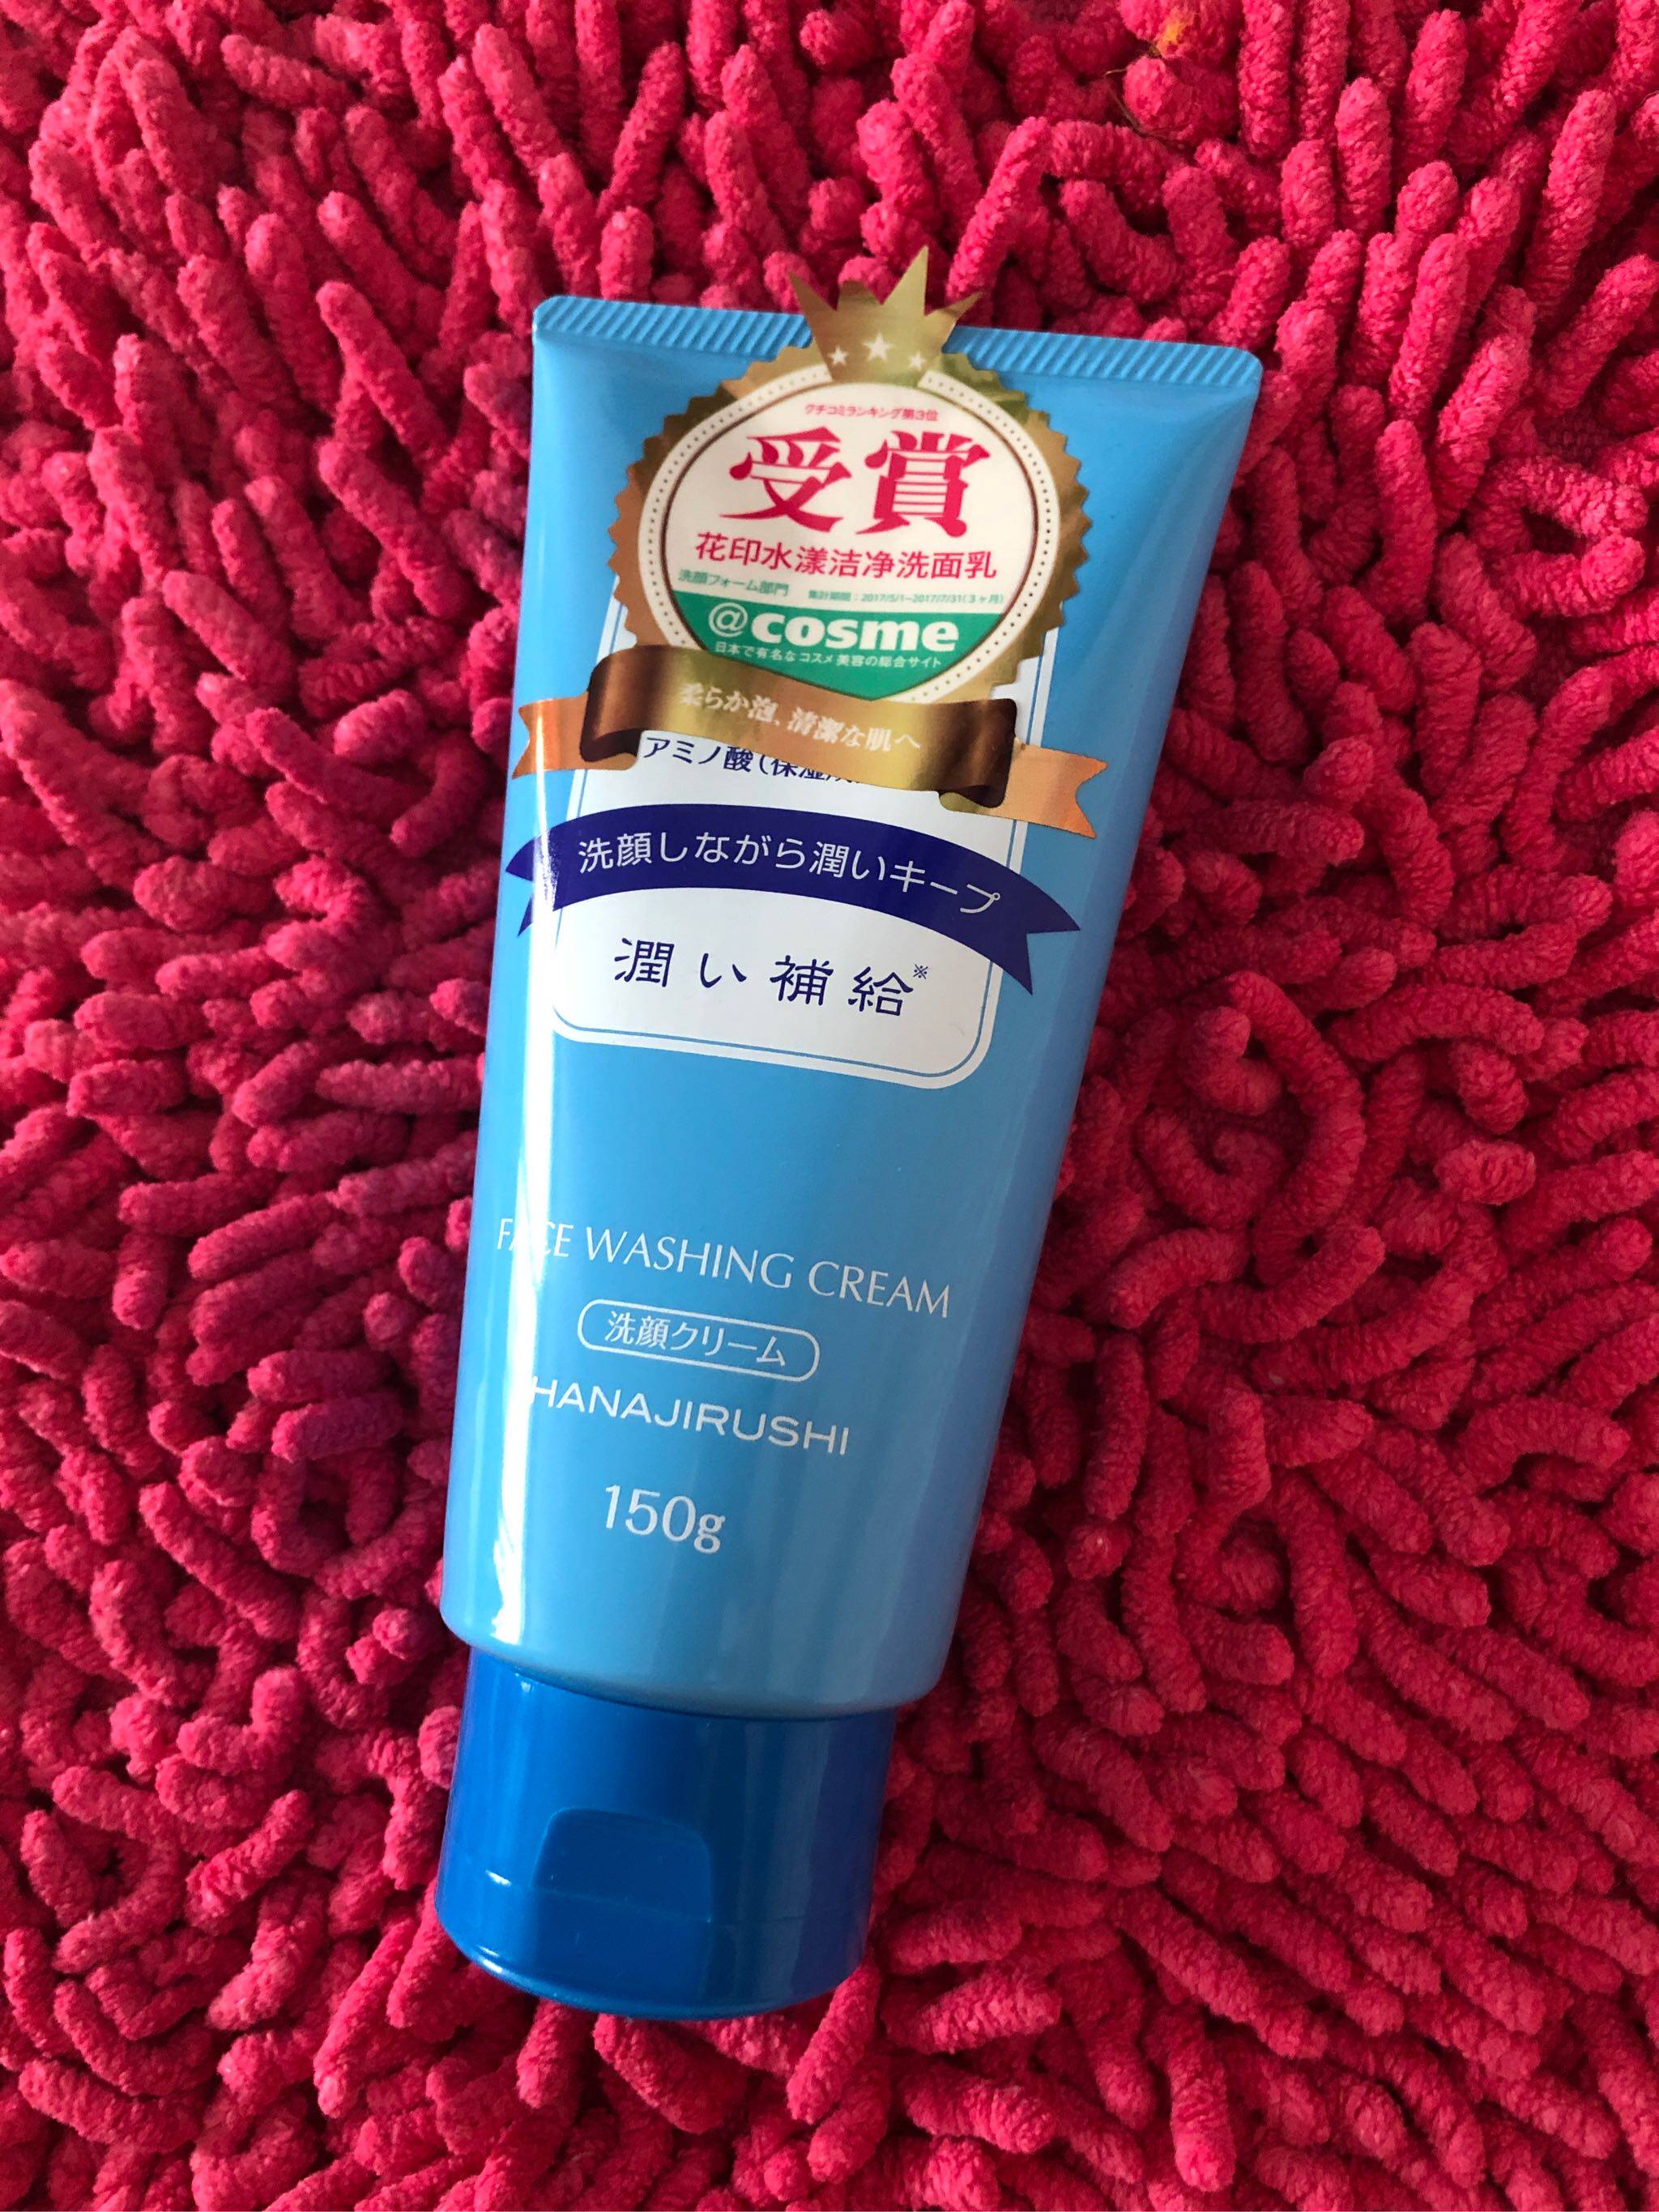 クチコミランキング第3位
受賞
花印水漾洁净洗面乳
洗顔フォーム部門 集計期間：2017/5/1~2017/7/31(3ヶ月)
@cosme
日本で有名なコスメ美容の総合サイト
柔らか泡、清潔な肌へ
アミノ酸(保湿
洗顔しながら潤いキープ
潤い補給※
FACE WASHING CREAM
洗顔クリーム
HANAJIRUSHI
150g